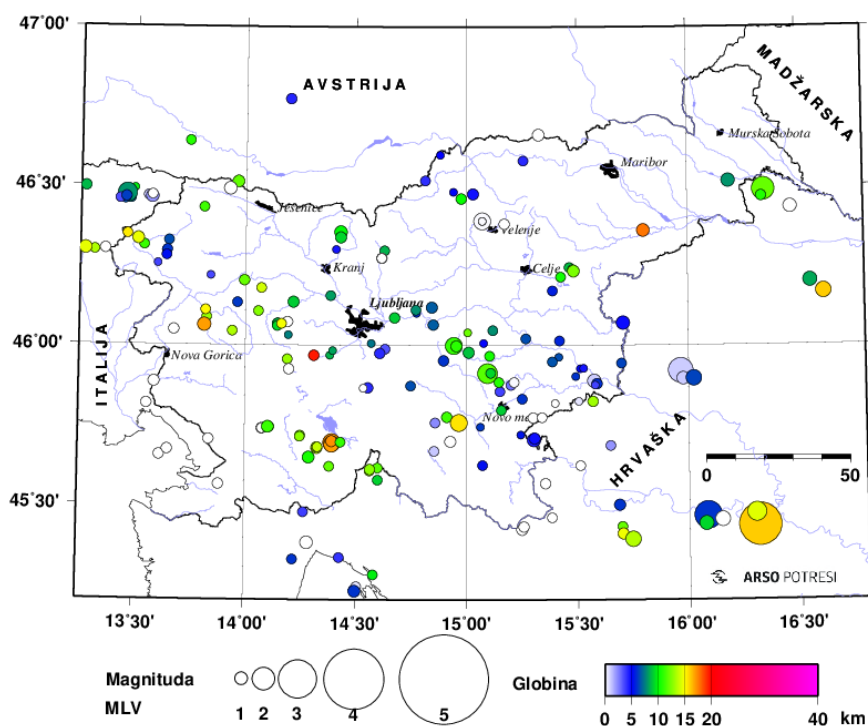 47°00'
AVSTRIJA
MADŽARSKA
Murska Sobota
Maribor
46°30'
Jesenice
Velenje
Kranj
Celje
Ljubljana
46°00'
Nova Gorica
ITALIJA
Novo me
HRVAŠKA
0 50
45°30'
ARSO POTRESI
13°30' 14°00' 14°30' 15°00' 15°30' 16°00' 16°30'
Magnituda
MLV
1 2 3 4 5
Globina
0 5 10 15 20 40 km